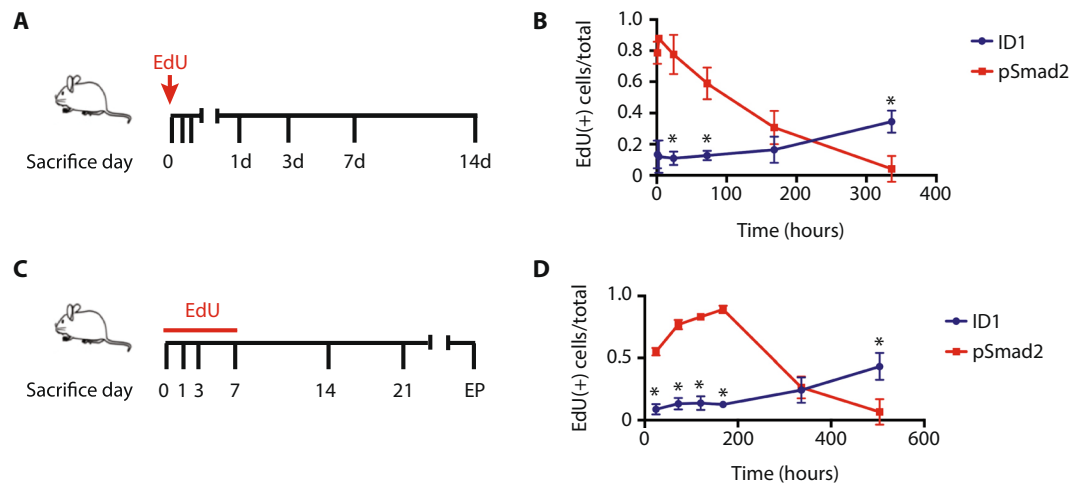 A
EdU
Sacrifice day
0
1d
3d
7d
14d
B
EdU(+) cells/total
1.0
0.8
0.6
0.4
0.2
0
0
100
200
300
400
Time (hours)
*
*
*
ID1
pSmad2
C
EdU
Sacrifice day
0
1
3
7
14
21
EP
D
EdU(+) cells/total
1.0
0.5
0
0
200
400
600
Time (hours)
*
*
*
*
*
ID1
pSmad2